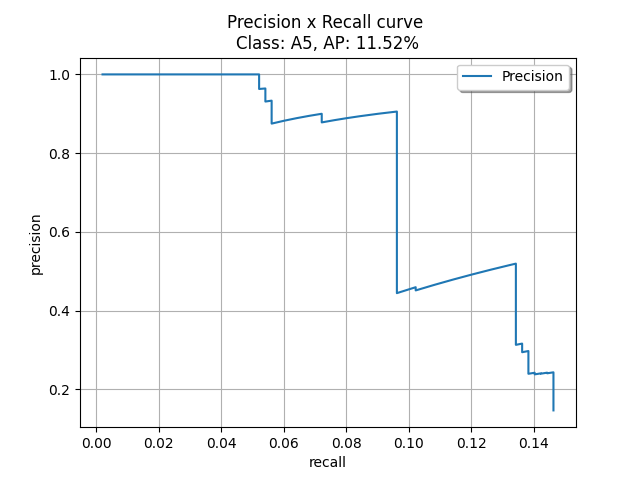 Precision x Recall curve
Class: A5, AP: 11.52%
Precision
1.0
0.8
0.6
0.4
0.2
precision
0.00 0.02 0.04 0.06 0.08 0.10 0.12 0.14
recall